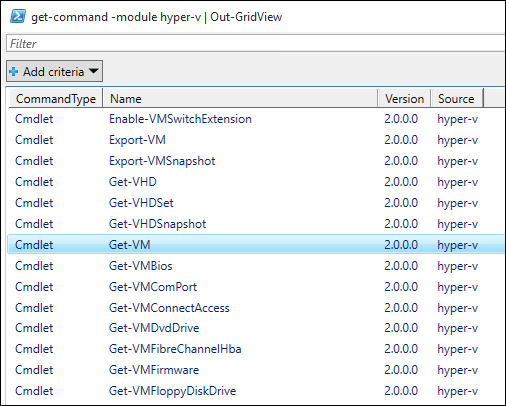 get-command -module hyper-v | Out-GridView
Filter
Add criteria
CommandType Name Version Source
Cmdlet Enable-VMSwitchExtension 2.0.0.0 hyper-v
Cmdlet Export-VM 2.0.0.0 hyper-v
Cmdlet Export-VMSnapshot 2.0.0.0 hyper-v
Cmdlet Get-VHD 2.0.0.0 hyper-v
Cmdlet Get-VHDSet 2.0.0.0 hyper-v
Cmdlet Get-VHDSnapshot 2.0.0.0 hyper-v
Cmdlet Get-VM 2.0.0.0 hyper-v
Cmdlet Get-VMBios 2.0.0.0 hyper-v
Cmdlet Get-VMComPort 2.0.0.0 hyper-v
Cmdlet Get-VMConnectAccess 2.0.0.0 hyper-v
Cmdlet Get-VMDvdDrive 2.0.0.0 hyper-v
Cmdlet Get-VMFibreChannelHba 2.0.0.0 hyper-v
Cmdlet Get-VMFirmware 2.0.0.0 hyper-v
Cmdlet Get-VMFloppyDiskDrive 2.0.0.0 hyper-v